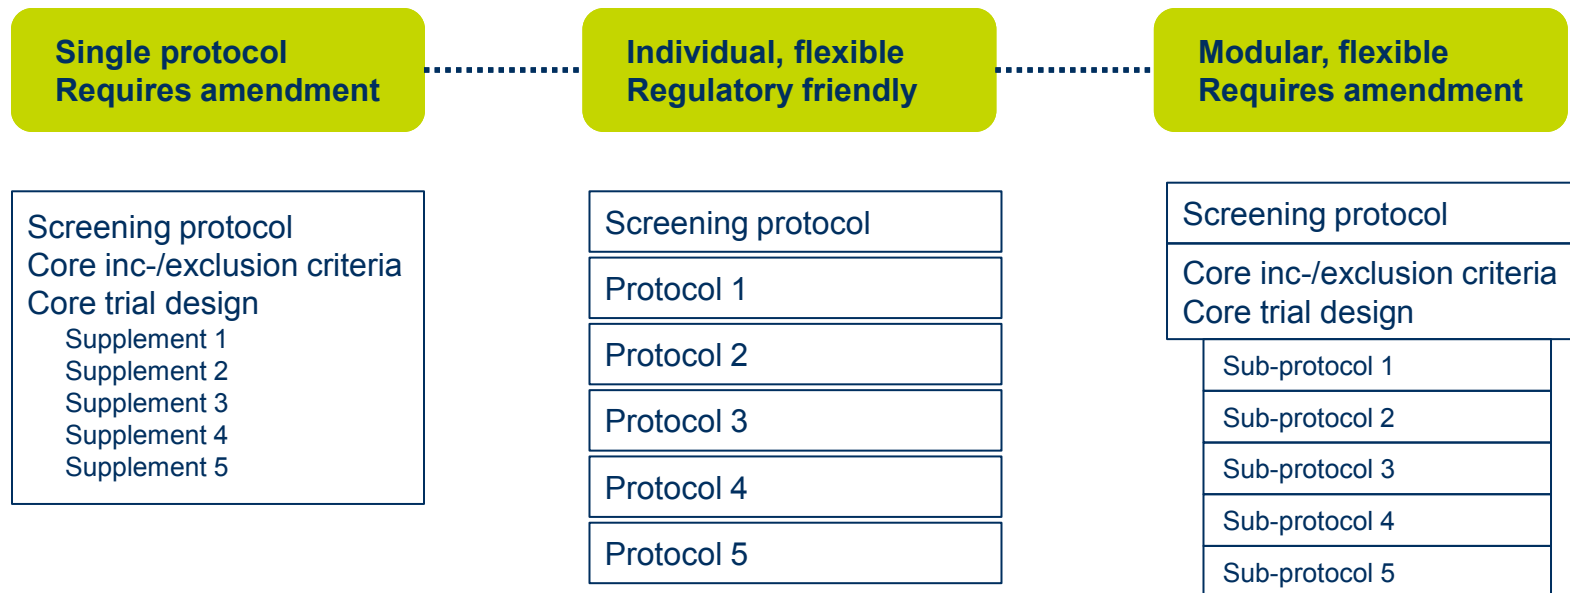 Single protocol
Requires amendment
Individual, flexible
Regulatory friendly
Modular, flexible
Requires amendment
Screening protocol
Core inc-/exclusion criteria
Core trial design
Supplement 1
Supplement 2
Supplement 3
Supplement 4
Supplement 5
Screening protocol
Protocol 1
Protocol 2
Protocol 3
Protocol 4
Protocol 5
Screening protocol
Core inc-/exclusion criteria
Core trial design
Sub-protocol 1
Sub-protocol 2
Sub-protocol 3
Sub-protocol 4
Sub-protocol 5